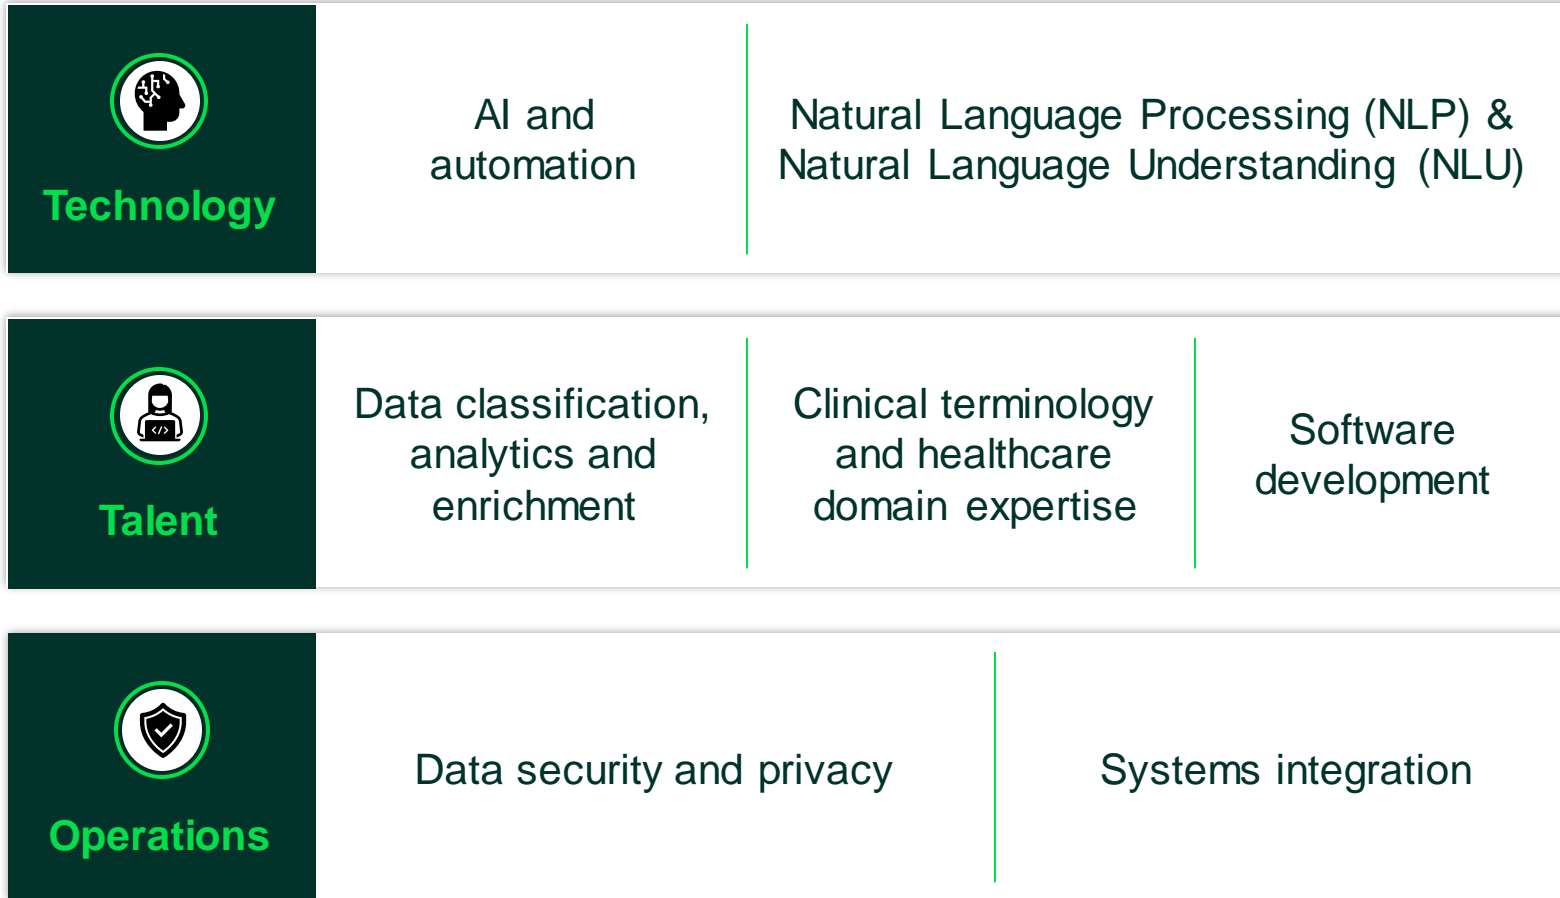 Technology
AI and
automation
Natural Language Processing (NLP) &
Natural Language Understanding (NLU)
Talent
Data classification,
analytics and
enrichment
Clinical terminology
and healthcare
domain expertise
Software
development
Operations
Data security and privacy
Systems integration